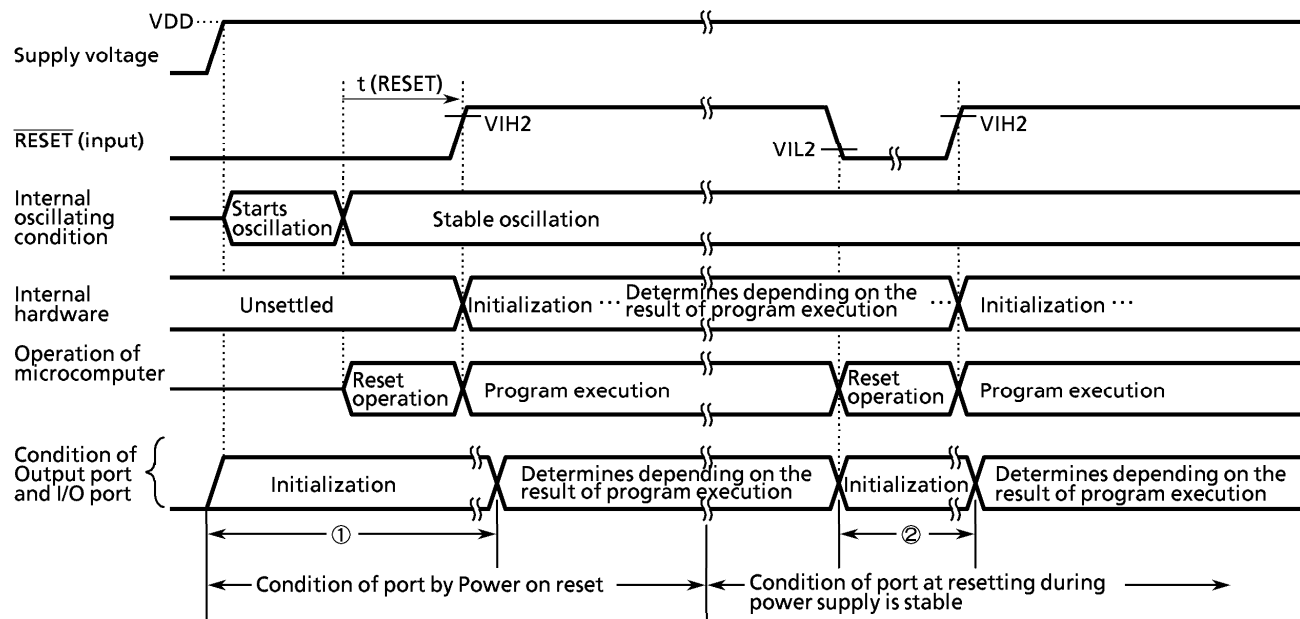 VDD
Supply voltage
t (RESET)
RESET (input)
VIH2
VIL2
VIH2
Internal
oscillating
condition
Starts
oscillation
Stable oscillation
Internal
hardware
Unsettled
Initialization ···
Determines depending on the
result of program execution
···
Initialization ···
Operation of
microcomputer
Reset
operation
Program execution
Reset
operation
Program execution
Condition of
Output port
and I/O port
Initialization
Determines depending on the
result of program execution
Initialization
Determines depending on the
result of program execution
①
②
Condition of port by Power on reset
Condition of port at resetting during
power supply is stable